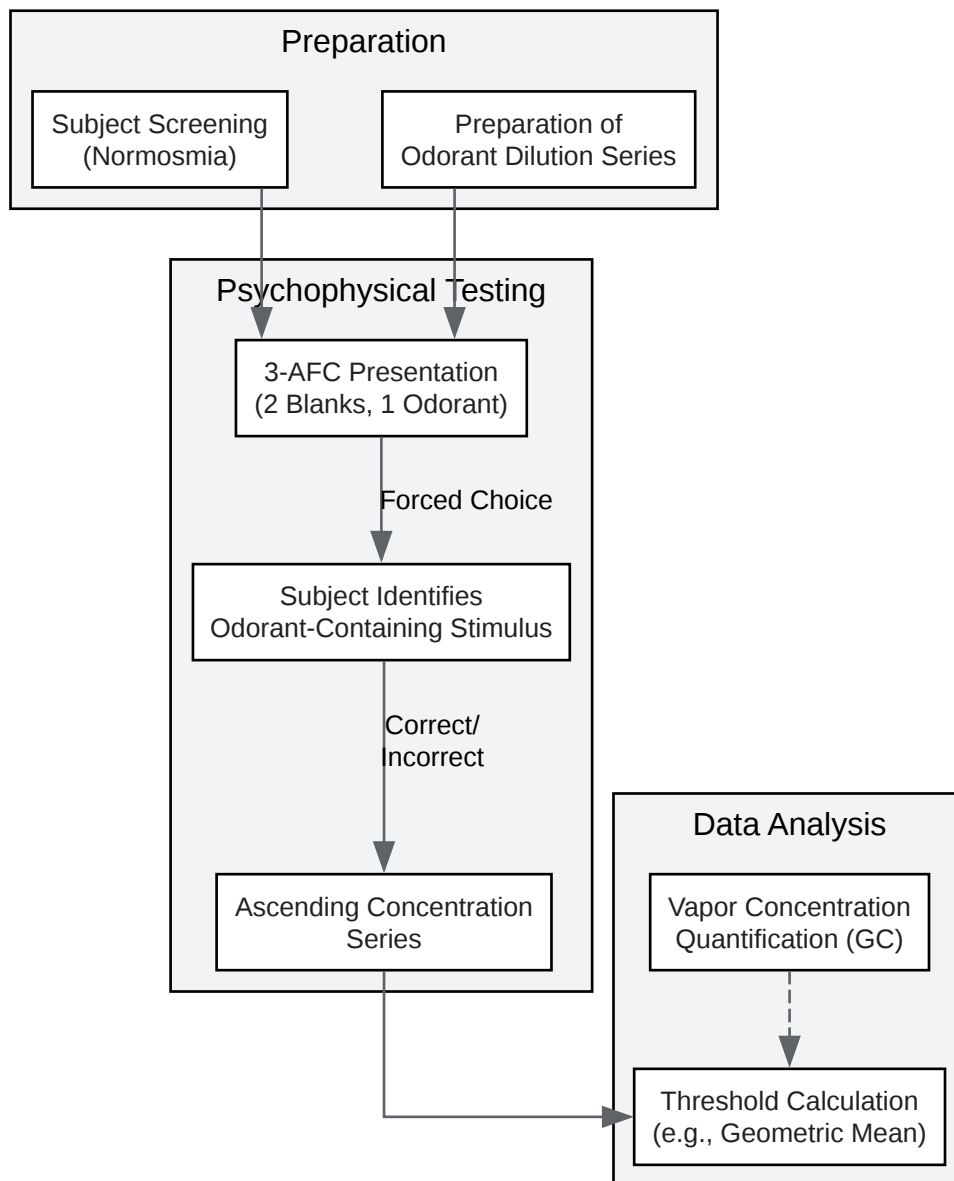 Preparation
Subject Screening
(Normosmia)
Preparation of
Odorant Dilution Series
Psychophysical Testing
3-AFC Presentation
(2 Blanks, 1 Odorant)
Forced Choice
Subject Identifies
Odorant-Containing Stimulus
Correct/
Incorrect
Ascending Concentration
Series
Data Analysis
Vapor Concentration
Quantification (GC)
Threshold Calculation
(e.g., Geometric Mean)